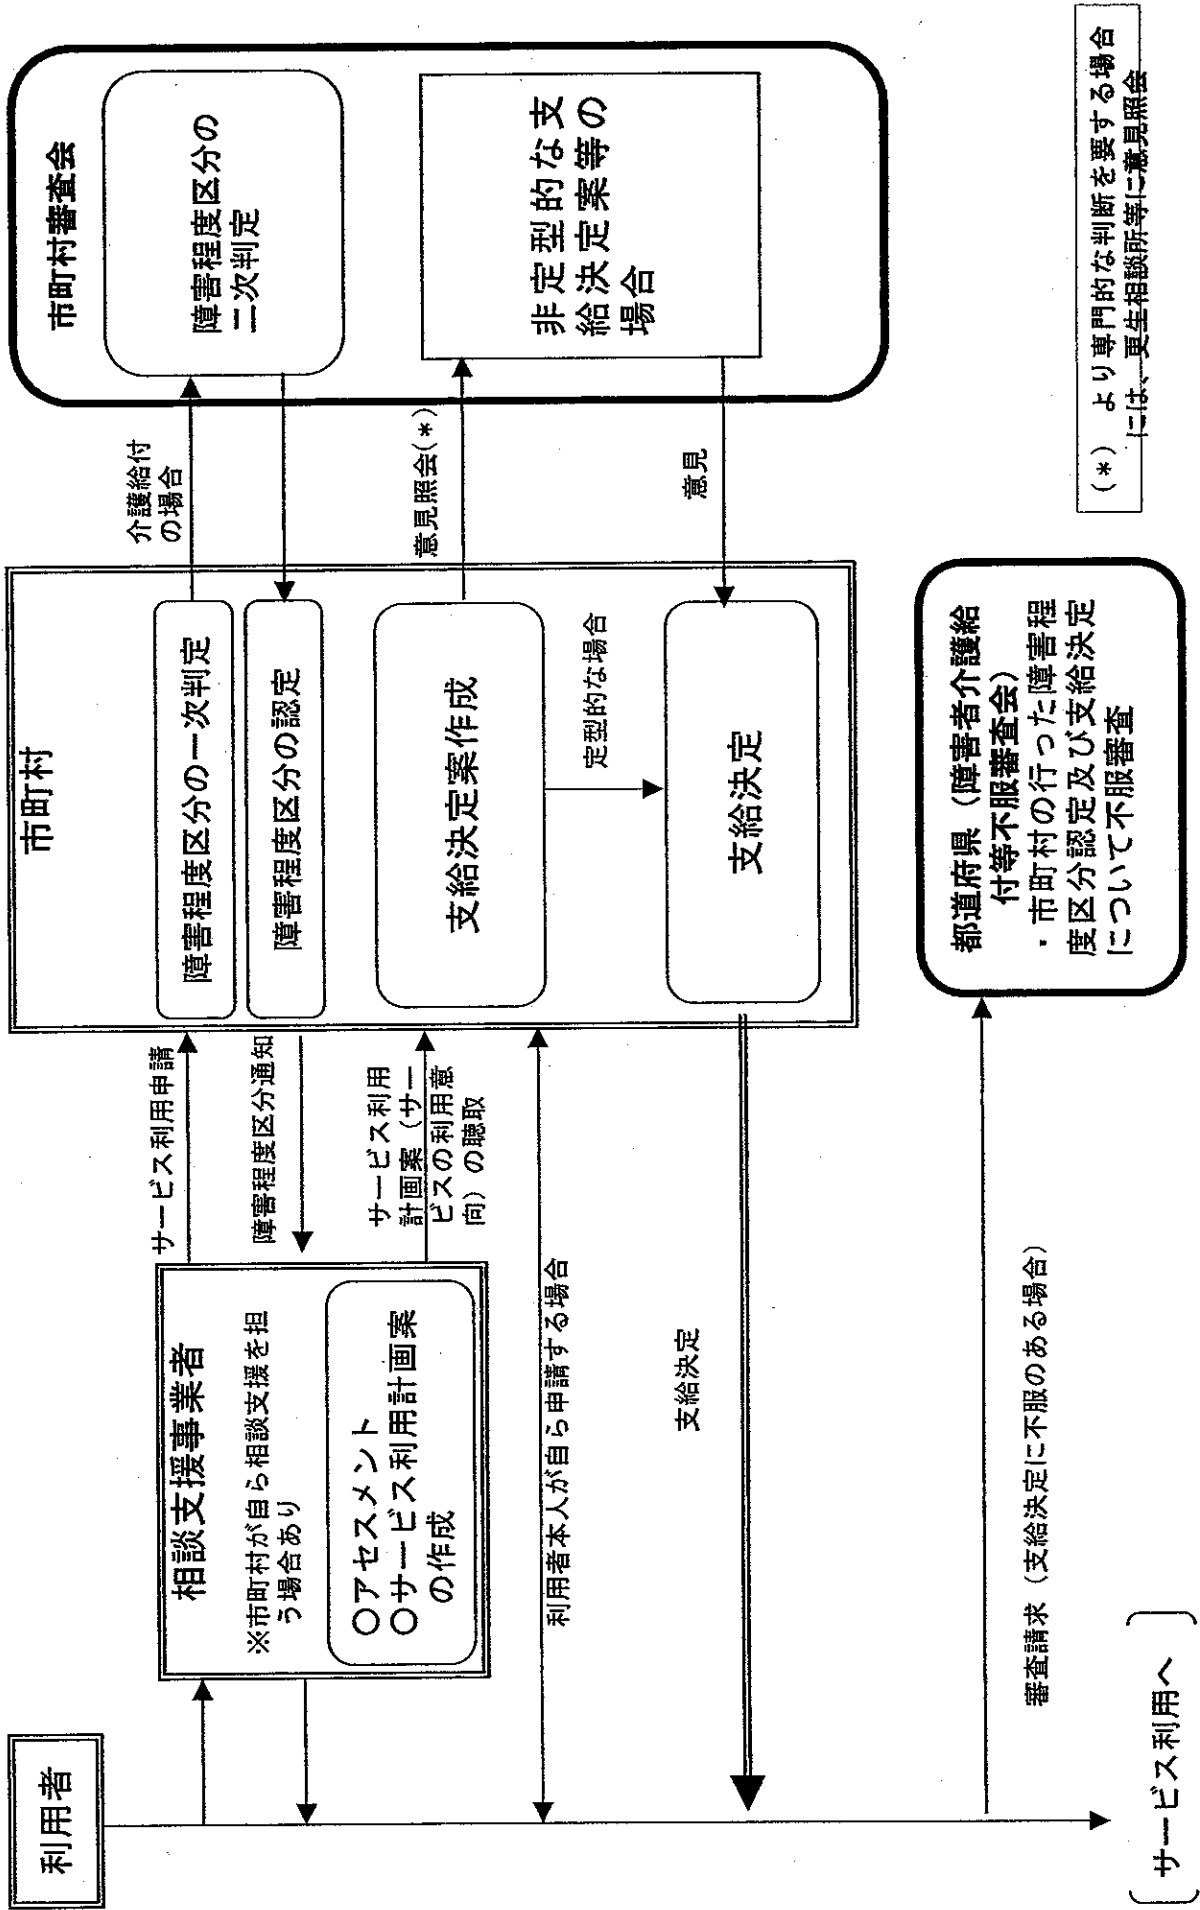 利用者
相談支援事業者
※市町村が自ら相談支援を担
う場合あり
○アセスメント
○サービス利用計画案
の作成
サービス利用申請
障害程度区分通知
サービス利用
計画案（サー
ビスの利用意
向）の聴取
利用者本人が自ら申請する場合
支給決定
審査請求（支給決定に不服のある場合）
サービス利用へ
市町村
障害程度区分の一次判定
障害程度区分の認定
支給決定案作成
定型的な場合
支給決定
都道府県（障害者介護給
付等不服審査会）
・市町村の行った障害程
度区分認定及び支給決定
について不服審査
介護給付
の場合
意見照会(*)
意見
市町村審査会
障害程度区分の
二次判定
非定型的な支
給決定案等の
場合
（*）より専門的な判断を要する場合
には、更生相談所等に意見照会